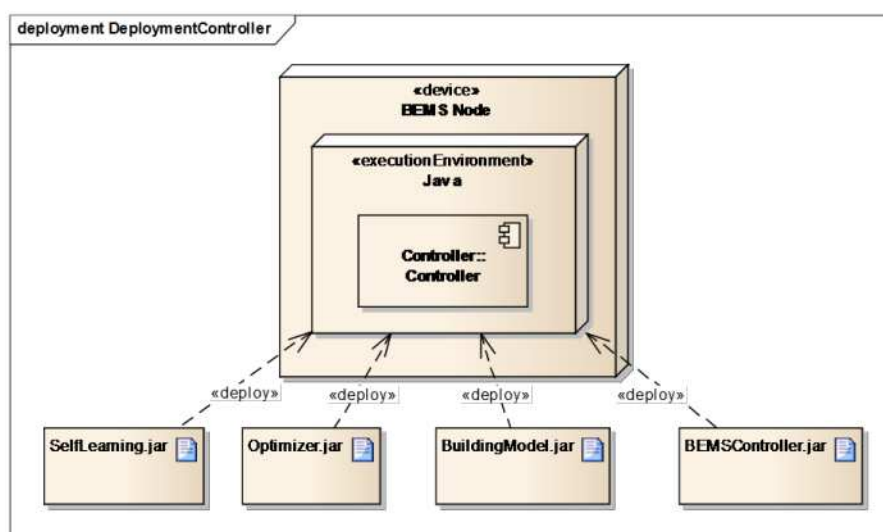 deployment DeploymentController
«device»
BEMS Node
«executionEnvironment»
Java
Controller::
Controller
«deploy» «deploy» «deploy» «deploy»
SelfLearning.jar Optimizer.jar BuildingModel.jar BEMSController.jar